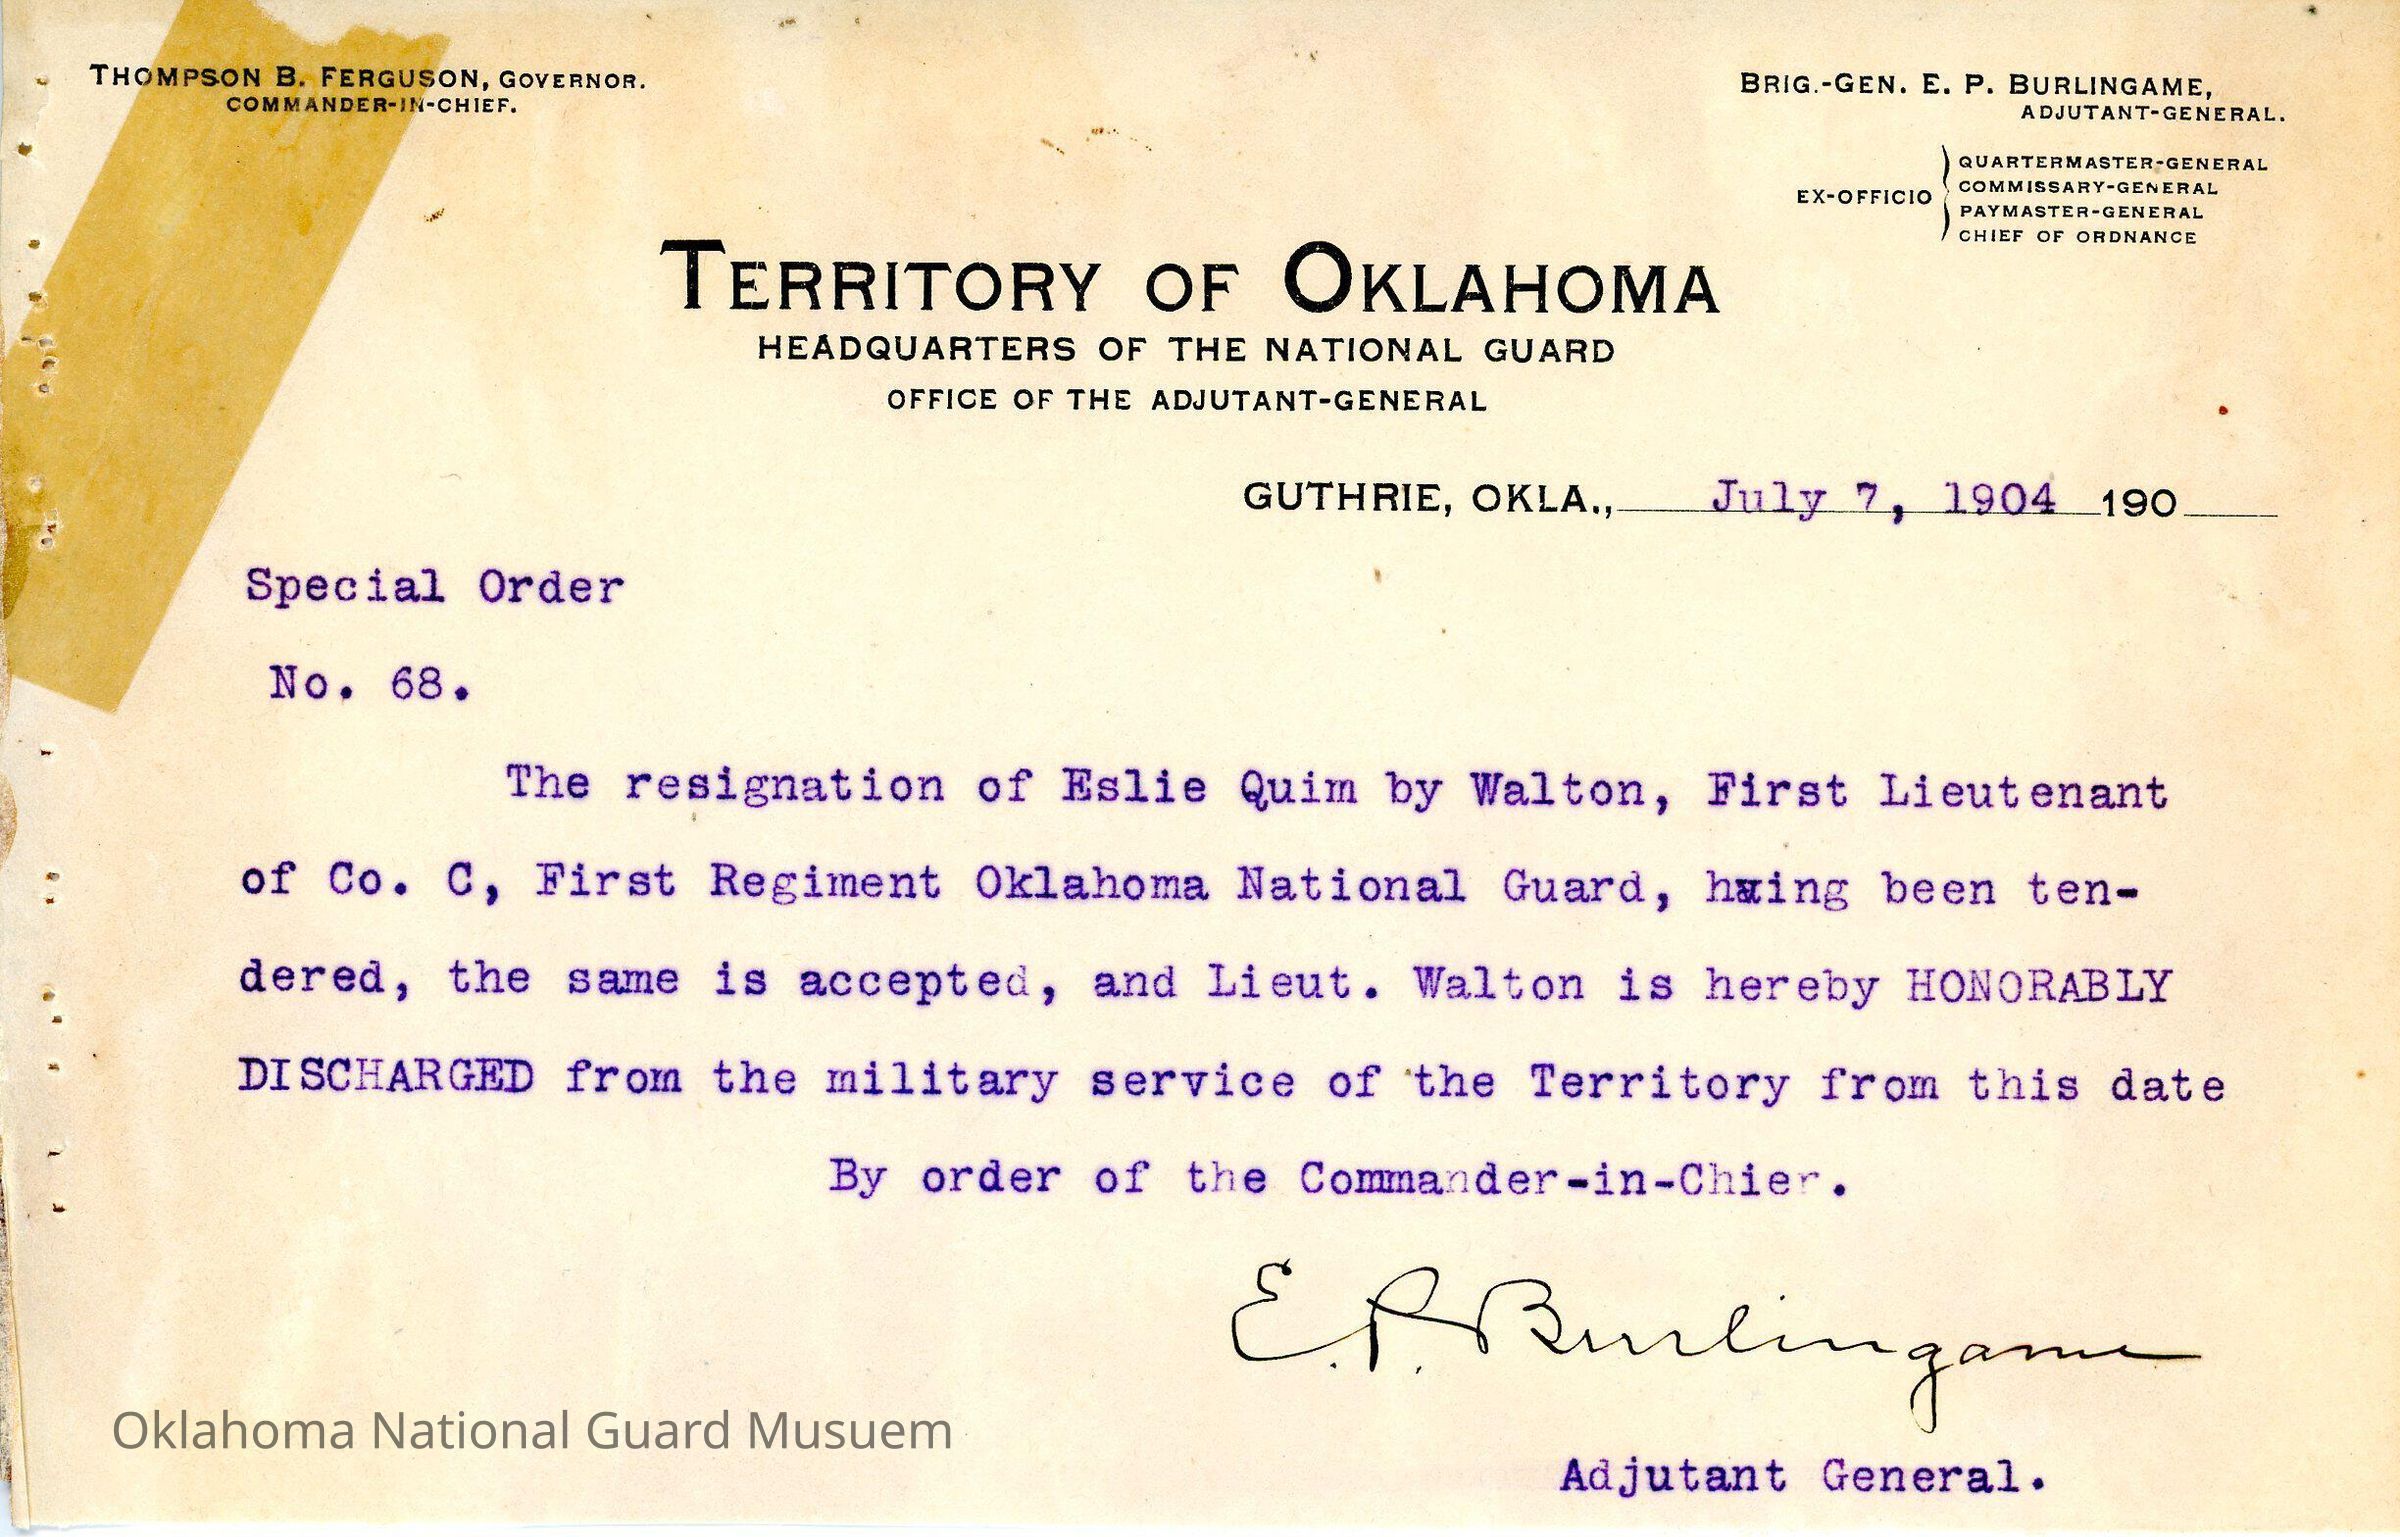 THOMPSON B. FERGUSON, GOVERNOR.
COMMANDER-IN-CHIEF.
BRIG.-GEN. E. P. BURLINGAME,
ADJUTANT-GENERAL.
EX-OFFICIO
QUARTERMASTER-GENERAL
COMMISSARY-GENERAL
PAYMASTER-GENERAL
CHIEF OF ORDNANCE
TERRITORY OF OKLAHOMA
HEADQUARTERS OF THE NATIONAL GUARD
OFFICE OF THE ADJUTANT-GENERAL
GUTHRIE, OKLA., July 7, 1904 190
Special Order
No. 68.
The resignation of Eslie Quim by Walton, First Lieutenant
of Co. C, First Regiment Oklahoma National Guard, having been ten-
dered, the same is accepted, and Lieut. Walton is hereby HONORABLY
DISCHARGED from the military service of the Territory from this date
By order of the Commander-in-Chief.
E. P. Burlingame
Adjutant General.
Oklahoma National Guard Musuem